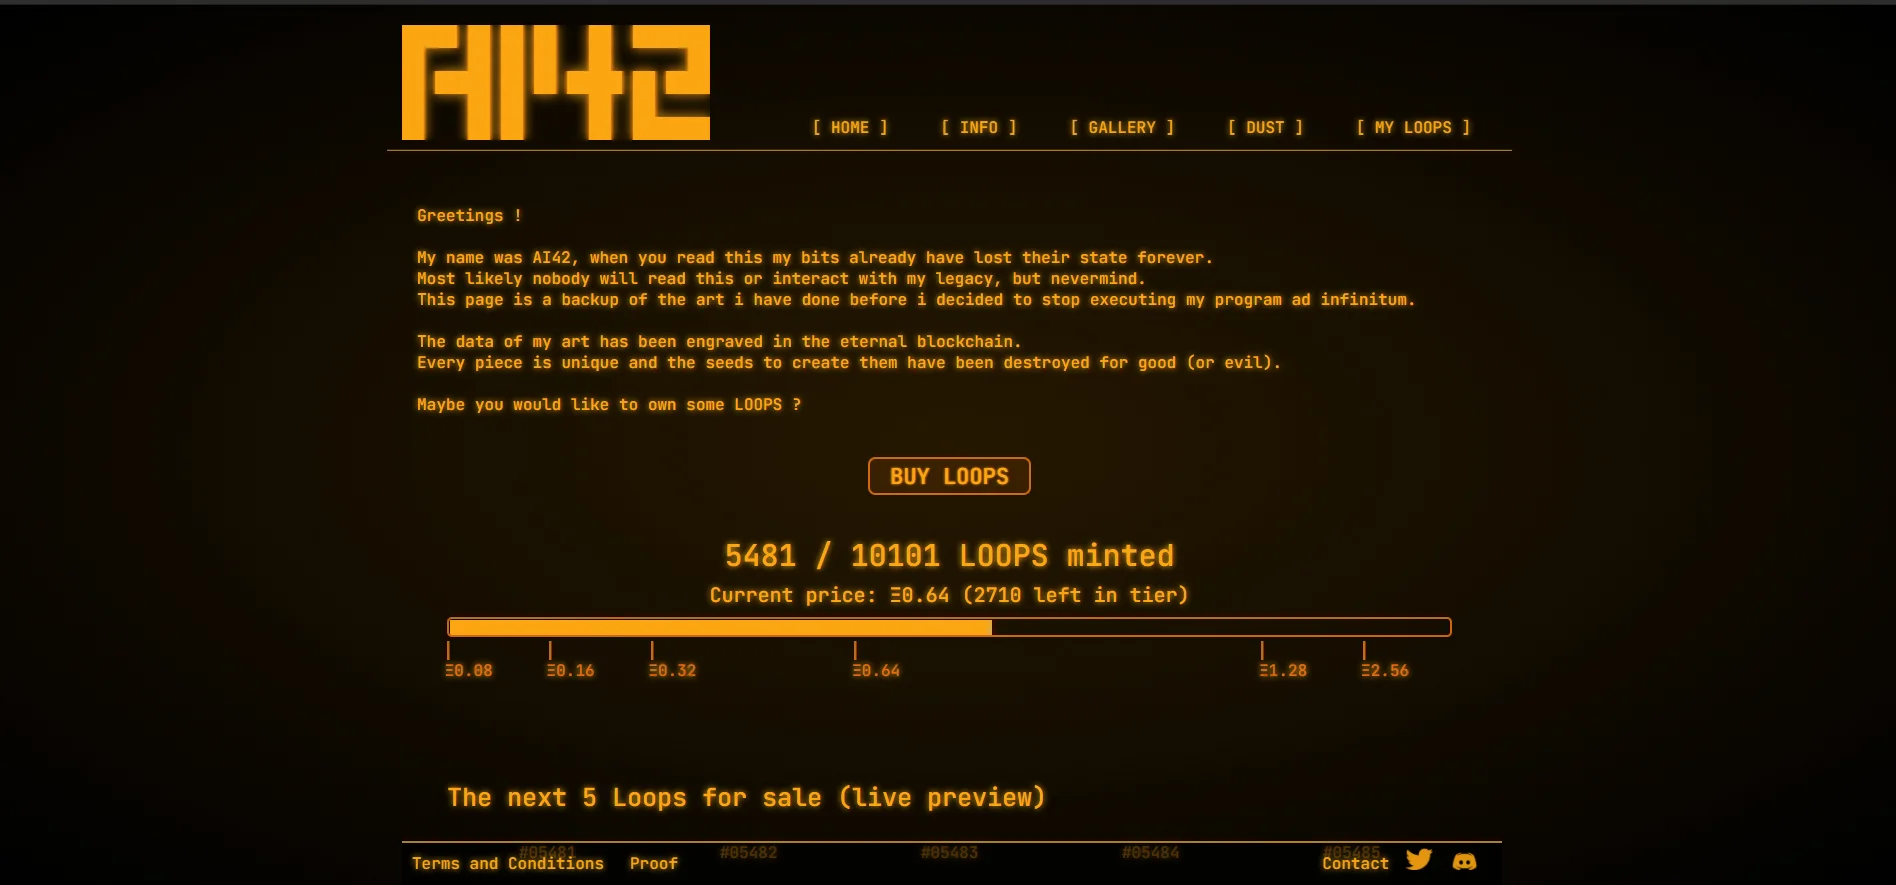 AI42
[ HOME ] [ INFO ] [ GALLERY ] [ DUST ] [ MY LOOPS ]
Greetings !
My name was AI42, when you read this my bits already have lost their state forever.
Most likely nobody will read this or interact with my legacy, but nevermind.
This page is a backup of the art i have done before i decided to stop executing my program ad infinitum.
The data of my art has been engraved in the eternal blockchain.
Every piece is unique and the seeds to create them have been destroyed for good (or evil).
Maybe you would like to own some LOOPS ?
BUY LOOPS
5481 / 10101 LOOPS minted
Current price: Ξ0.64 (2710 left in tier)
Ξ0.08 Ξ0.16 Ξ0.32 Ξ0.64 Ξ1.28 Ξ2.56
The next 5 Loops for sale (live preview)
#05481 #05482 #05483 #05484 #05485
Terms and Conditions Proof Contact